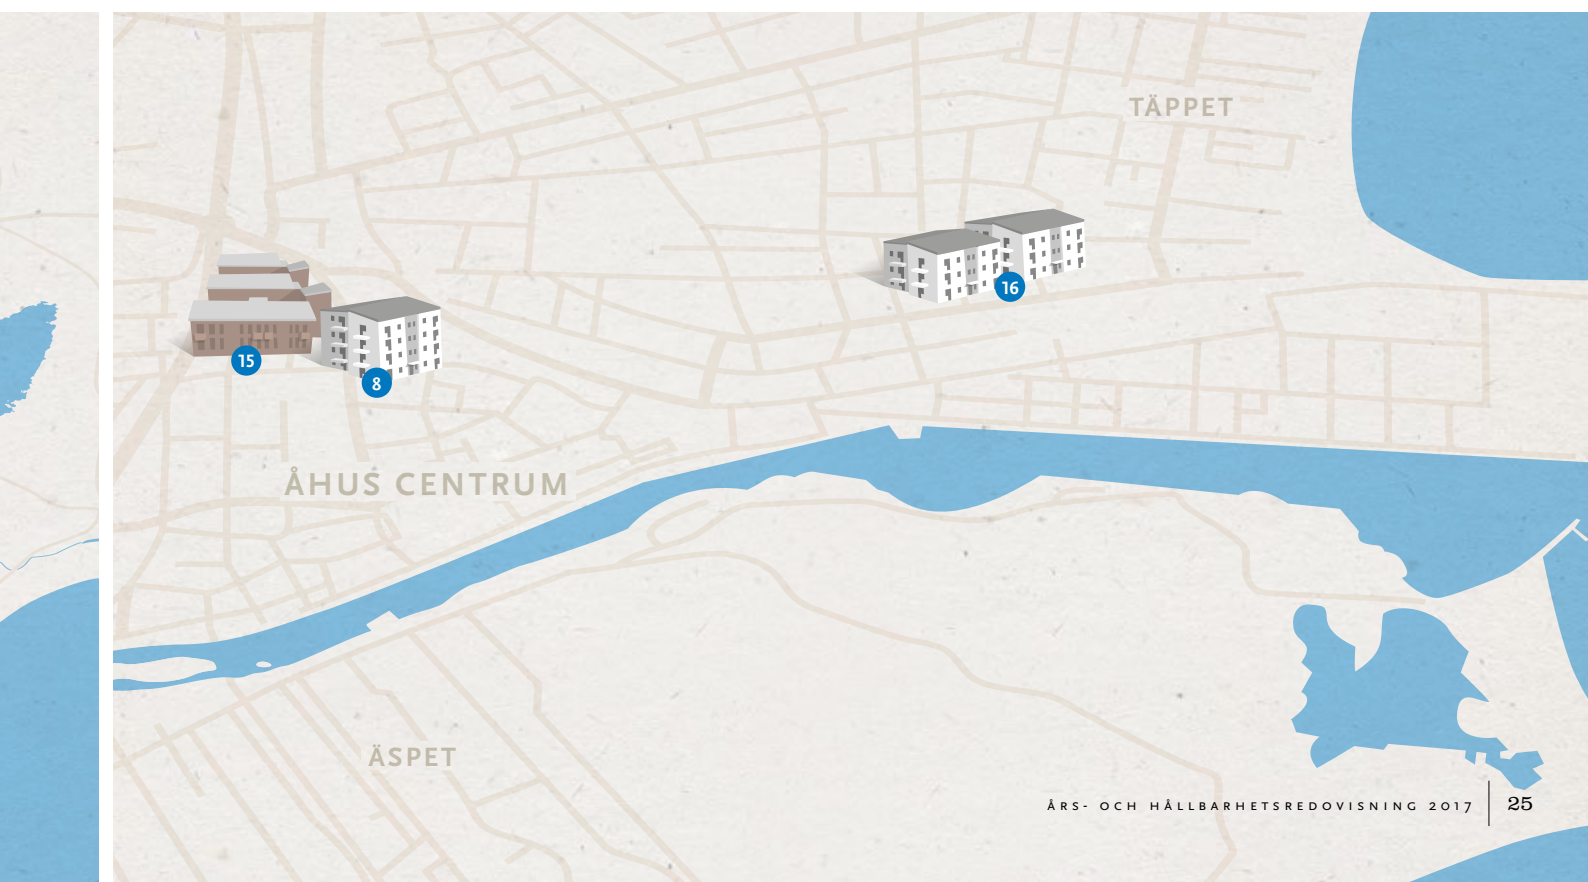 TÄPPET
16
15
8
ÅHUS CENTRUM
ÄSPET
ÅRS- OCH HÅLLBARHETSREDOVISNING 2017 25